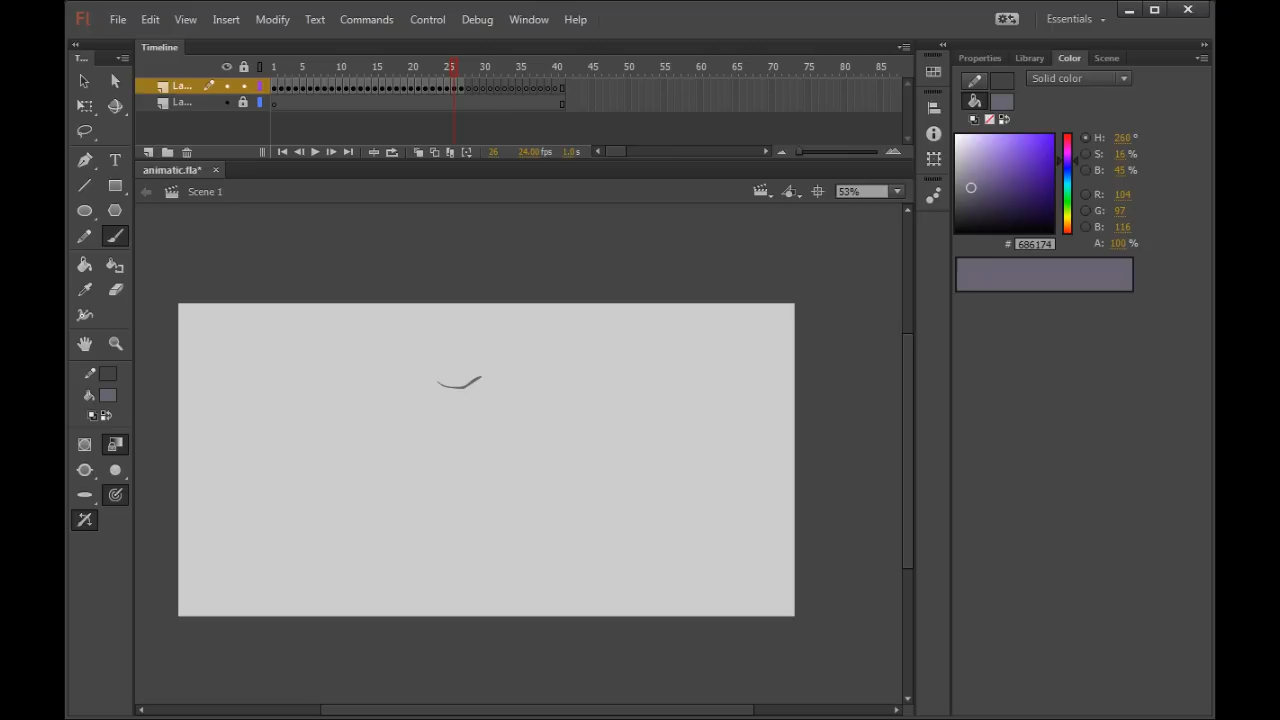 Fl File Edit View Insert Modify Text Commands Control Debug Window Help Essentials
T... Timeline Properties Library Color Scene
1 5 10 15 20 25 30 35 40 45 50 55 60 65 70 75 80 85
La...
La...
Solid color
H: 260 °
S: 16 %
B: 45 %
26 24.00 fps 1.0 s
animatic.fla* ×
Scene 1 53%
R: 104
G: 97
B: 116
# 686174 A: 100 %